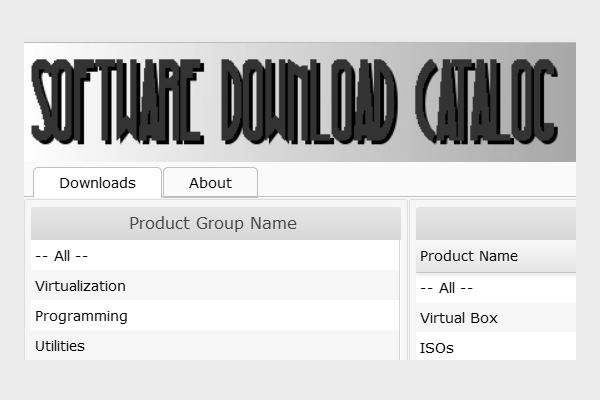 SOFTWARE DOWNLOAD CATALOG
Downloads
About
Product Group Name
-- All --
Virtualization
Programming
Utilities
Product Name
-- All --
Virtual Box
ISOs